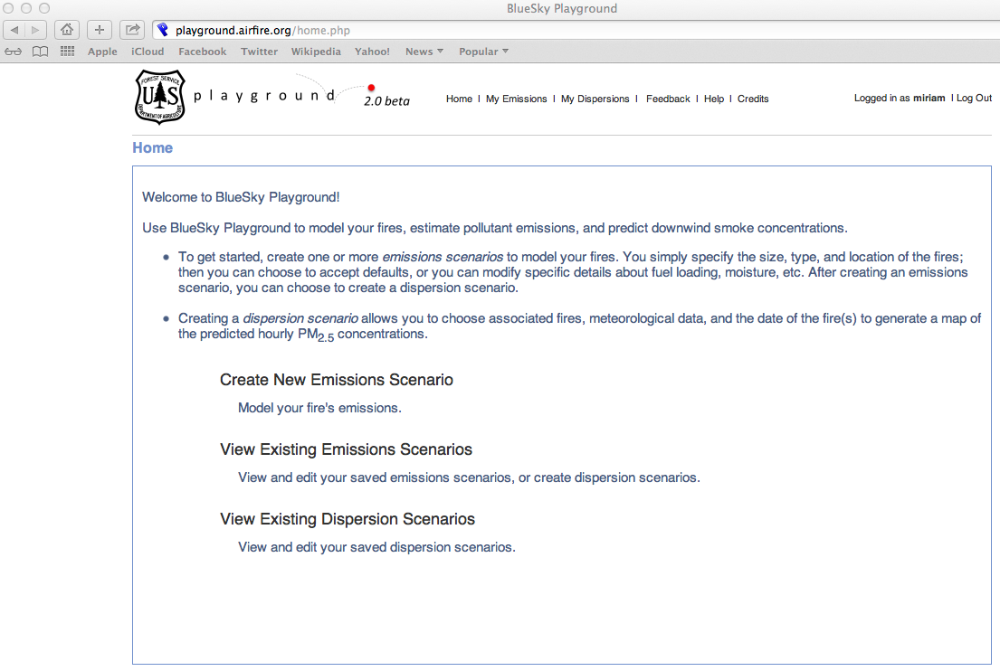 BlueSky Playground
playground.airfire.org/home.php
Apple iCloud Facebook Twitter Wikipedia Yahoo! News Popular
FOREST SERVICE
U S
DEPARTMENT OF AGRICULTURE
playground
2.0 beta
Home | My Emissions | My Dispersions | Feedback | Help | Credits
Logged in as miriam | Log Out
Home
Welcome to BlueSky Playground!
Use BlueSky Playground to model your fires, estimate pollutant emissions, and predict downwind smoke concentrations.
• To get started, create one or more emissions scenarios to model your fires. You simply specify the size, type, and location of the fires;
then you can choose to accept defaults, or you can modify specific details about fuel loading, moisture, etc. After creating an emissions
scenario, you can choose to create a dispersion scenario.
• Creating a dispersion scenario allows you to choose associated fires, meteorological data, and the date of the fire(s) to generate a map of
the predicted hourly PM2.5 concentrations.
Create New Emissions Scenario
Model your fire's emissions.
View Existing Emissions Scenarios
View and edit your saved emissions scenarios, or create dispersion scenarios.
View Existing Dispersion Scenarios
View and edit your saved dispersion scenarios.